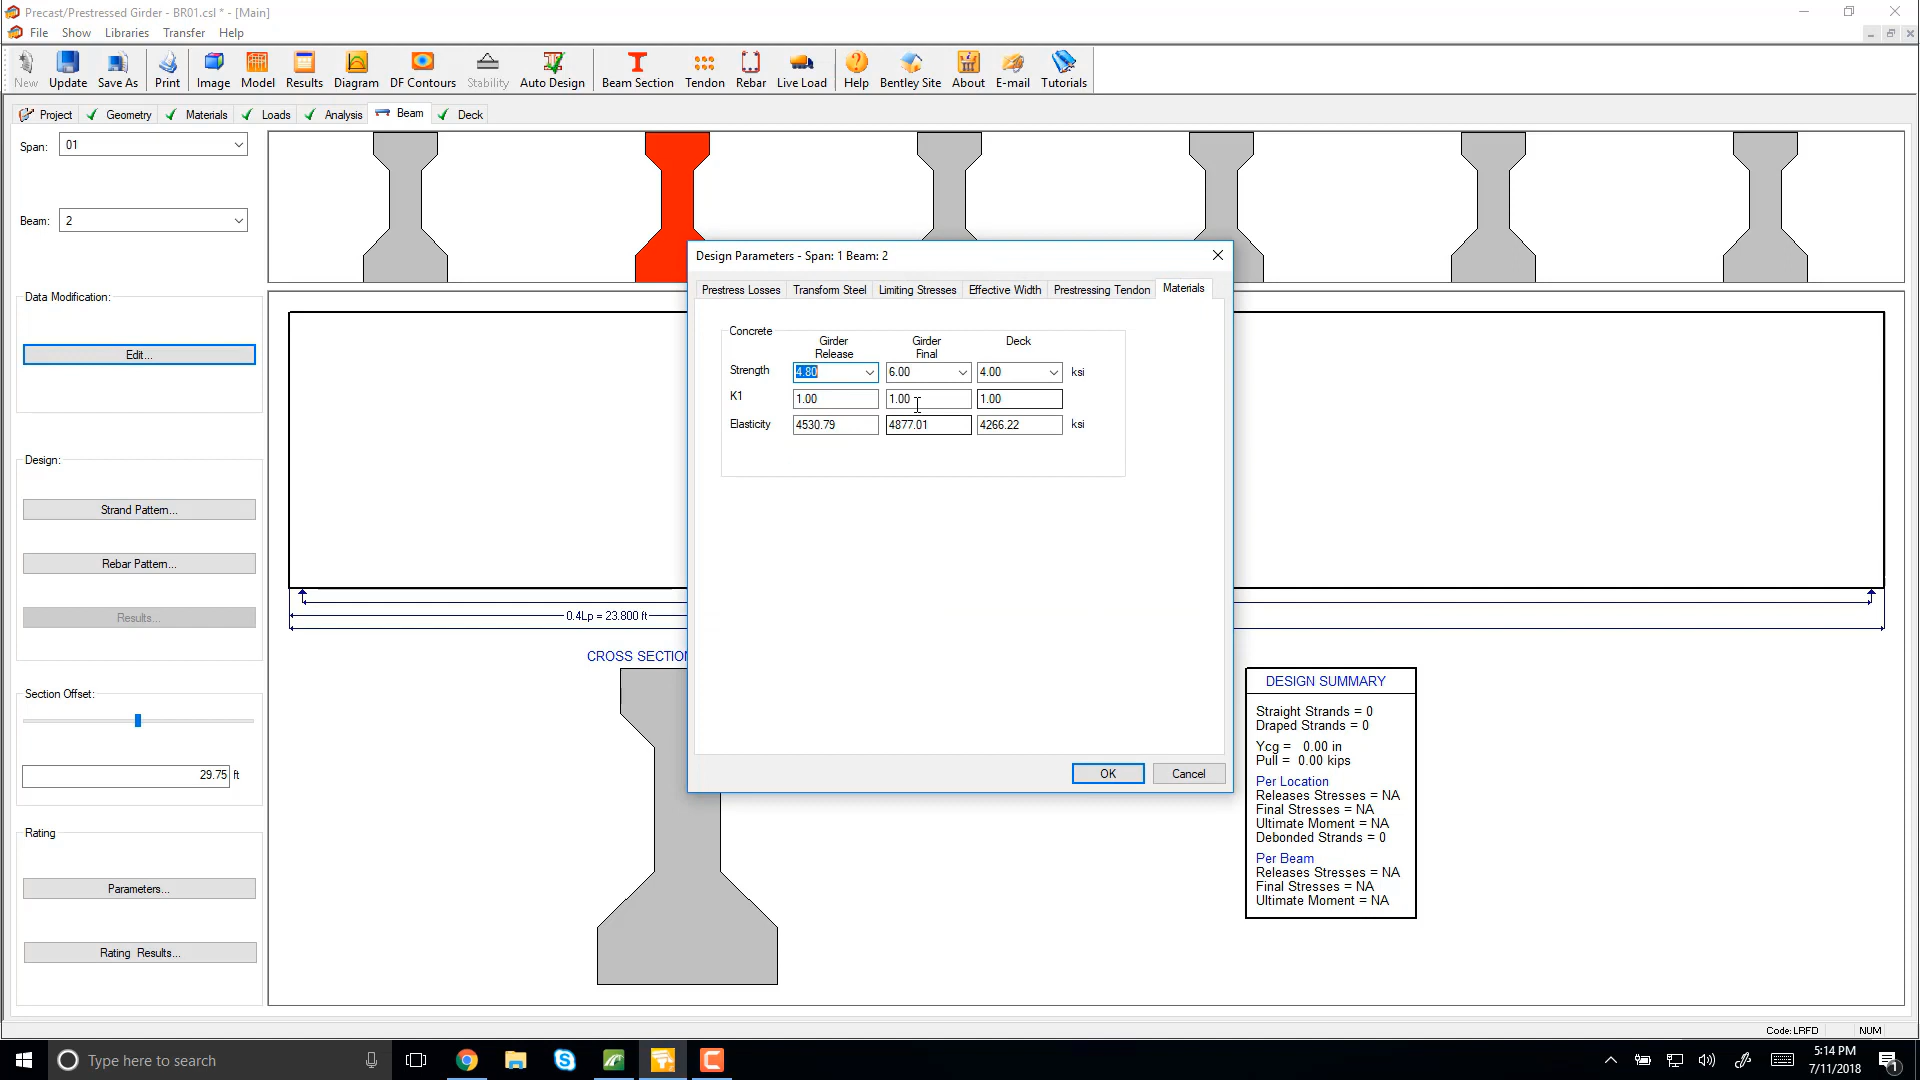 Precast/Prestressed Girder - BR01.csl * - [Main]
File Show Libraries Transfer Help
New Update Save As Print Image Model Results Diagram DF Contours Stability Auto Design Beam Section Tendon Rebar Live Load Help Bentley Site About E-mail Tutorials
Project Geometry Materials Loads Analysis Beam Deck
Span: 01
Beam: 2
Data Modification:
Edit...
Design:
Strand Pattern...
Rebar Pattern...
Results...
Section Offset:
29.75 ft
Rating
Parameters...
Rating Results...
Design Parameters - Span: 1 Beam: 2
Prestress Losses Transform Steel Limiting Stresses Effective Width Prestressing Tendon Materials
Concrete
Girder Release Girder Final Deck
Strength 4.80 6.00 4.00 ksi
K1 1.00 1.00 1.00
Elasticity 4530.79 4877.01 4266.22 ksi
OK Cancel
0.4Lp = 23.800 ft
CROSS SECTION
DESIGN SUMMARY
Straight Strands = 0
Draped Strands = 0
Ycg = 0.00 in
Pull = 0.00 kips
Per Location
Releases Stresses = NA
Final Stresses = NA
Ultimate Moment = NA
Debonded Strands = 0
Per Beam
Releases Stresses = NA
Final Stresses = NA
Ultimate Moment = NA
Code: LRFD NUM
Type here to search
5:14 PM
7/11/2018
1